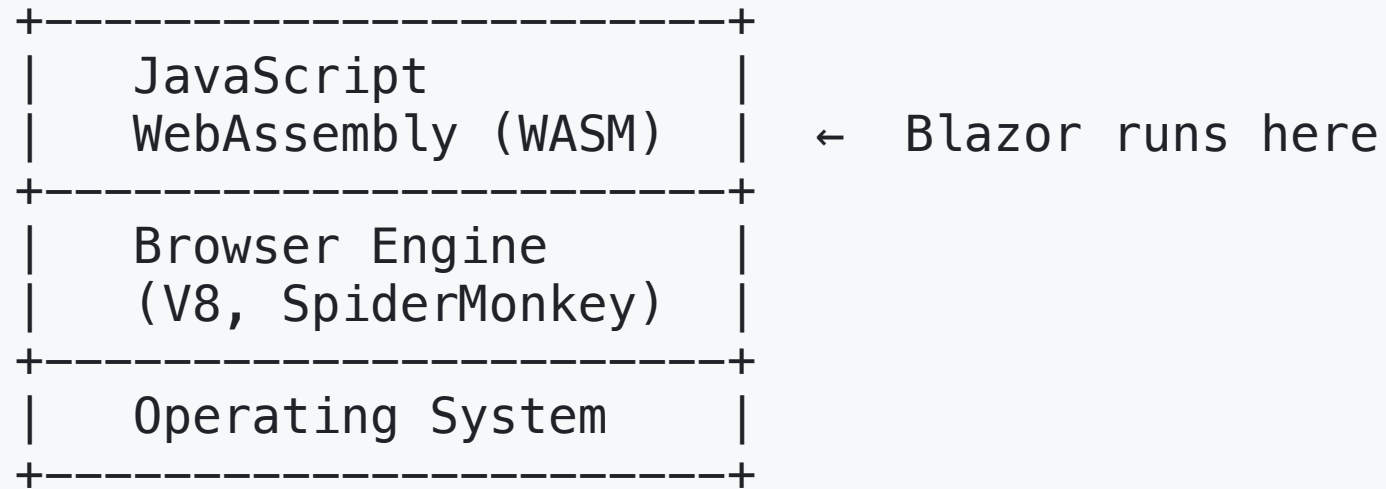 +------------------------+
|   JavaScript           |
|   WebAssembly (WASM)   |  ←  Blazor runs here
+------------------------+
|   Browser Engine       |
|   (V8, SpiderMonkey)   |
+------------------------+
|   Operating System     |
+------------------------+